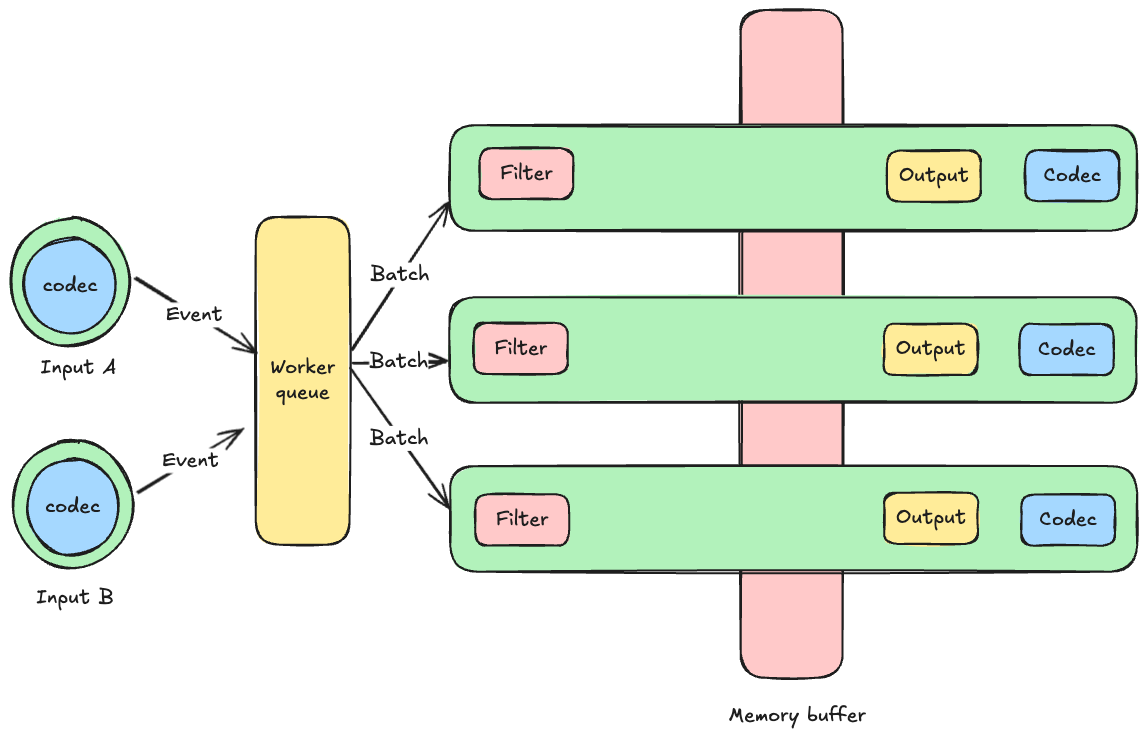 codec
Input A
codec
Input B
Event
Event
Worker
queue
Batch
Batch
Batch
Filter
Output
Codec
Filter
Output
Codec
Filter
Output
Codec
Memory buffer